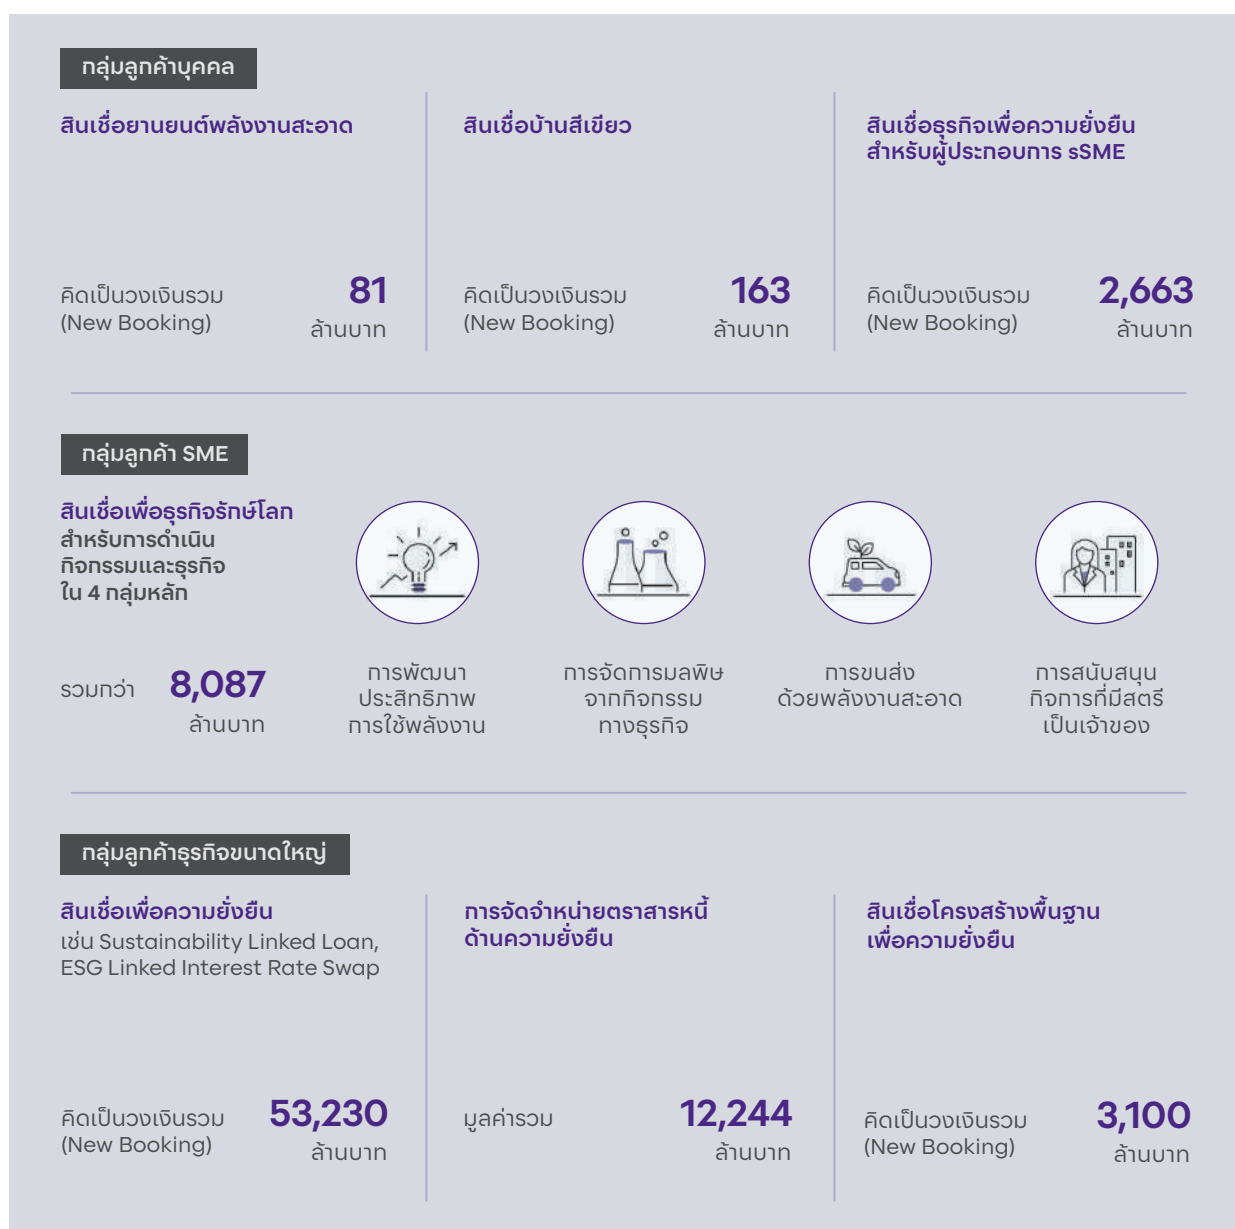 กลุ่มลูกค้าบุคคล
สินเชื่อยานยนต์พลังงานสะอาด
คิดเป็นวงเงินรวม
(New Booking)
81
ล้านบาท
สินเชื่อบ้านสีเขียว
คิดเป็นวงเงินรวม
(New Booking)
163
ล้านบาท
สินเชื่อธุรกิจเพื่อความยั่งยืน
สำหรับผู้ประกอบการ sSME
คิดเป็นวงเงินรวม
(New Booking)
2,663
ล้านบาท
กลุ่มลูกค้า SME
สินเชื่อเพื่อธุรกิจรักษ์โลก
สำหรับการดำเนิน
กิจกรรมและธุรกิจ
ใน 4 กลุ่มหลัก
รวมกว่า 8,087
ล้านบาท
การพัฒนา
ประสิทธิภาพ
การใช้พลังงาน
การจัดการมลพิษ
จากกิจกรรม
ทางธุรกิจ
การขนส่ง
ด้วยพลังงานสะอาด
การสนับสนุน
กิจการที่มีสตรี
เป็นเจ้าของ
กลุ่มลูกค้าธุรกิจขนาดใหญ่
สินเชื่อเพื่อความยั่งยืน
เช่น Sustainability Linked Loan,
ESG Linked Interest Rate Swap
คิดเป็นวงเงินรวม
(New Booking)
53,230
ล้านบาท
การจัดจำหน่ายตราสารหนี้
ด้านความยั่งยืน
มูลค่ารวม 12,244
ล้านบาท
สินเชื่อโครงสร้างพื้นฐาน
เพื่อความยั่งยืน
คิดเป็นวงเงินรวม
(New Booking)
3,100
ล้านบาท